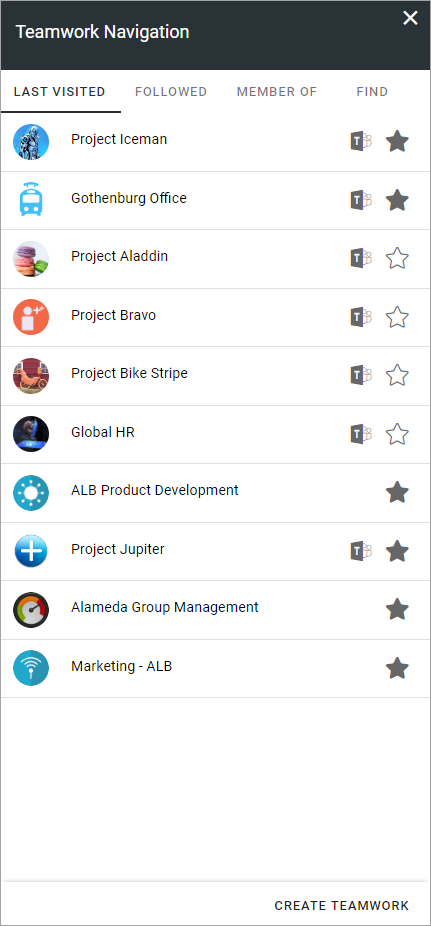 Teamwork Navigation
LAST VISITED FOLLOWED MEMBER OF FIND
Project Iceman
Gothenburg Office
Project Aladdin
Project Bravo
Project Bike Stripe
Global HR
ALB Product Development
Project Jupiter
Alameda Group Management
Marketing - ALB
CREATE TEAMWORK